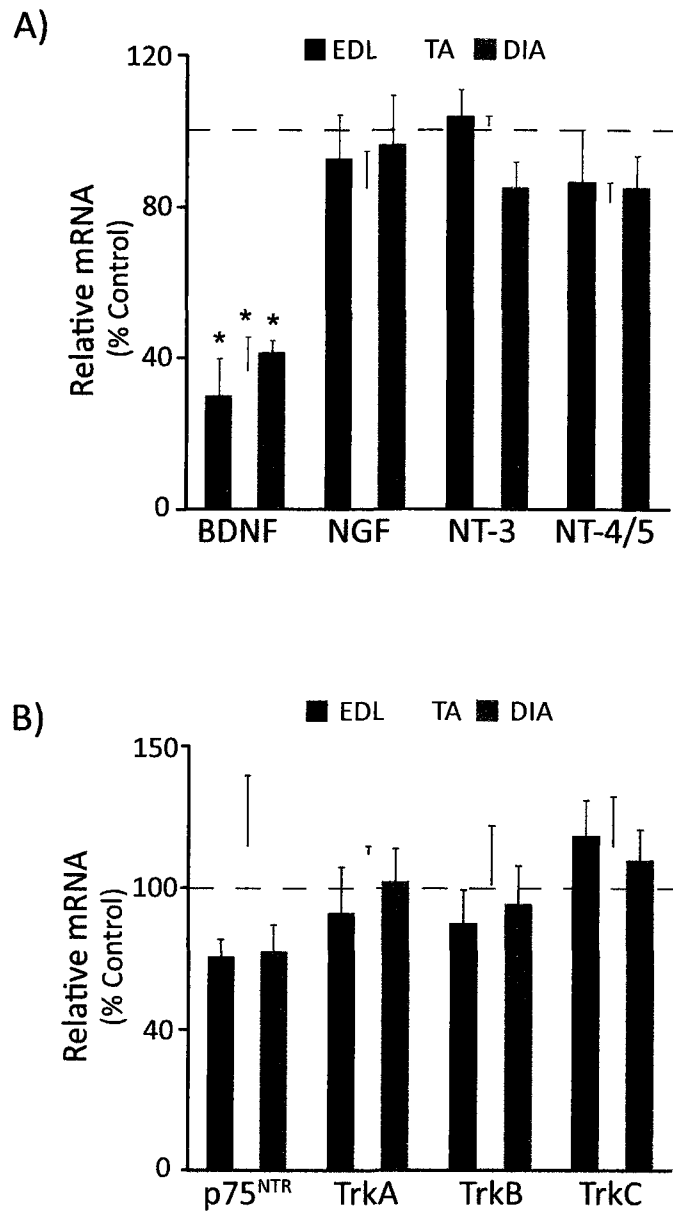 A)
EDL TA DIA
120
80
40
0
Relative mRNA
(% Control)
* * *
BDNF NGF NT-3 NT-4/5
B)
EDL TA DIA
150
100
40
0
Relative mRNA
(% Control)
p75NTR TrkA TrkB TrkC